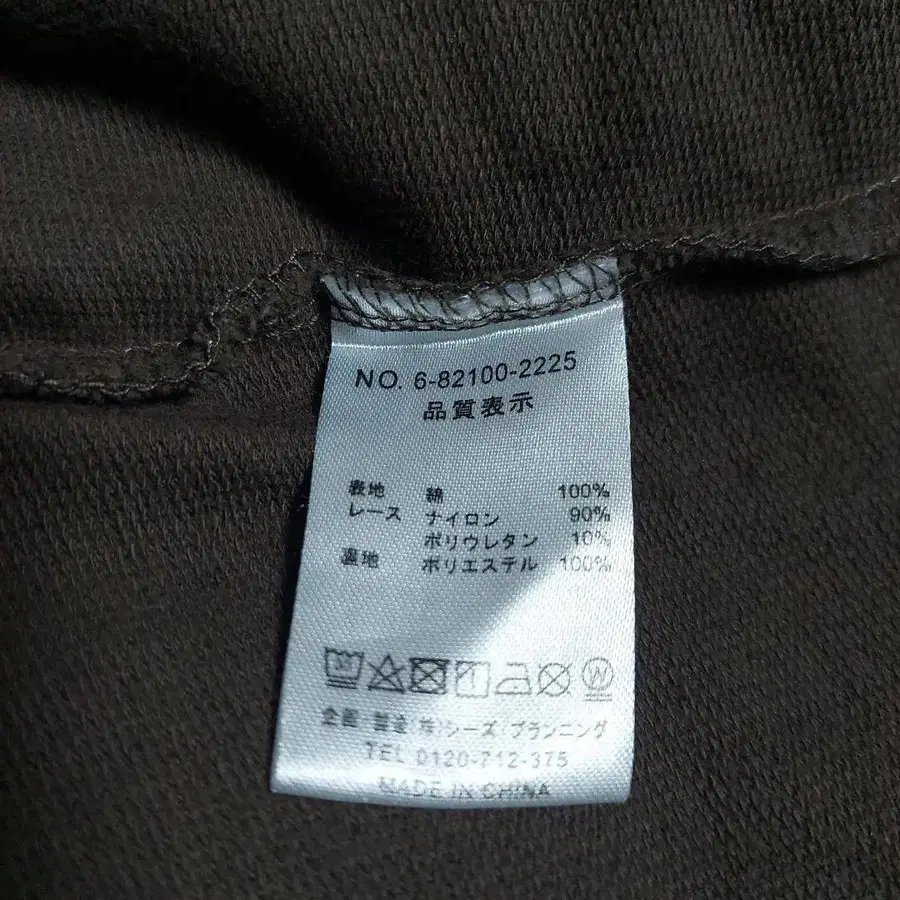 NO. 6-82100-2225
品質表示
表地 綿 100%
レース ナイロン 90%
ポリウレタン 10%
裏地 ポリエステル 100%
企画・製造 ㈱シーズ・プランニング
TEL 0120-712-375
MADE IN CHINA